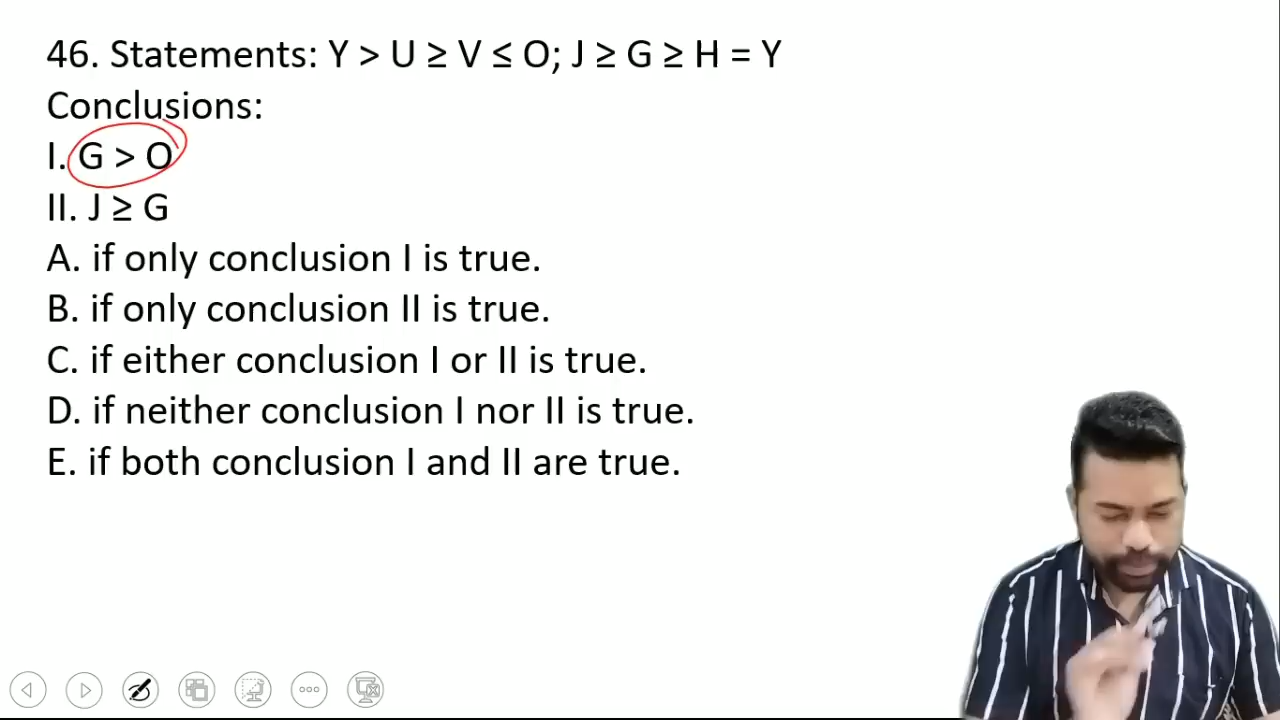 46. Statements: Y > U ≥ V ≤ O; J ≥ G ≥ H = Y
Conclusions:
I. G > O
II. J ≥ G
A. if only conclusion I is true.
B. if only conclusion II is true.
C. if either conclusion I or II is true.
D. if neither conclusion I nor II is true.
E. if both conclusion I and II are true.